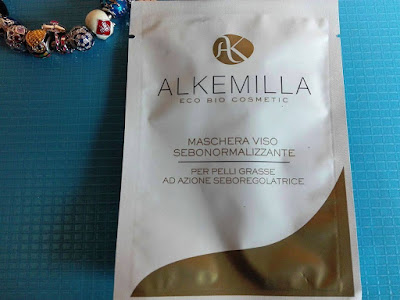 AK
ALKEMILLA
ECO BIO COSMETIC
MASCHERA VISO
SEBONORMALIZZANTE
PER PELLI GRASSE
AD AZIONE SEBOREGOLATRICE